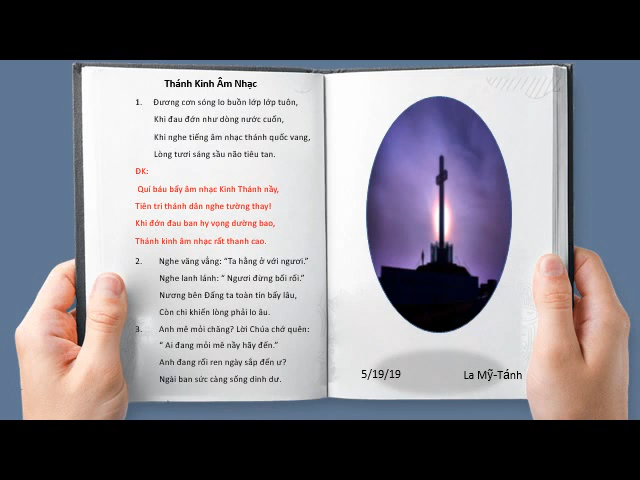 Thánh Kinh Âm Nhạc
1. Đương cơn sóng lo buồn lớp lớp tuôn,
Khi đau đớn như dòng nước cuốn,
Khi nghe tiếng âm nhạc thánh quốc vang,
Lòng tươi sáng sầu não tiêu tan.
ĐK:
Quí báu bấy âm nhạc Kinh Thánh nầy,
Tiên tri thánh dân nghe tường thay!
Khi đớn đau ban hy vọng dường bao,
Thánh kinh âm nhạc rất thanh cao.
2. Nghe văng vẳng: “Ta hằng ở với ngươi.”
Nghe lanh lảnh: “ Ngươi đừng bối rối.”
Nương bên Đấng ta toàn tin bấy lâu,
Còn chi khiến lòng phải lo âu.
3. Anh mê mỏi chăng? Lời Chúa chớ quên:
“ Ai đang mỏi mê nầy hãy đến.”
Anh đang rối ren ngày sắp đến ư?
Ngài ban sức càng sống dinh dư.
5/19/19 La Mỹ-Tánh